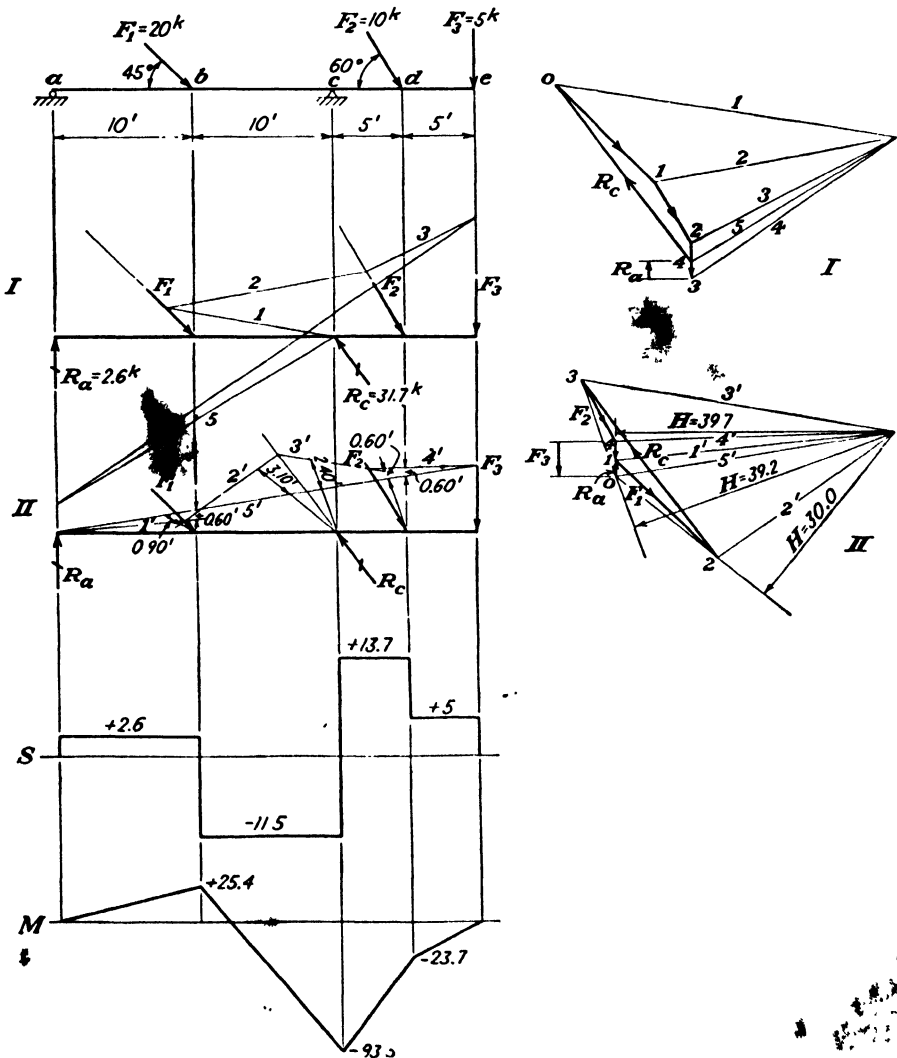 F₁=20ᵏ
F₂=10ᵏ
F₃=5ᵏ
45°
60°
a
b
c
d
e
10'
10'
5'
5'
I
F₁
1
2
3
F₂
F₃
Rₐ=2.6ᵏ
5
R꜀=31.7ᵏ
II
F₁
1'
2'
3'
4'
5'
0.90'
0.60'
3.10'
2.40'
F₂
0.60'
0.60'
F₃
Rₐ
R꜀
S
+2.6
-11.5
+13.7
+5
M
+25.4
-23.7
O
1
1
2
R꜀
2
3
5
4
4
Rₐ
3
I
3
3'
F₂
H=39.7
4'
F₃
1
1'
R꜀
5'
O
H=39.2
Rₐ
F₁
2'
H=30.0
2
II